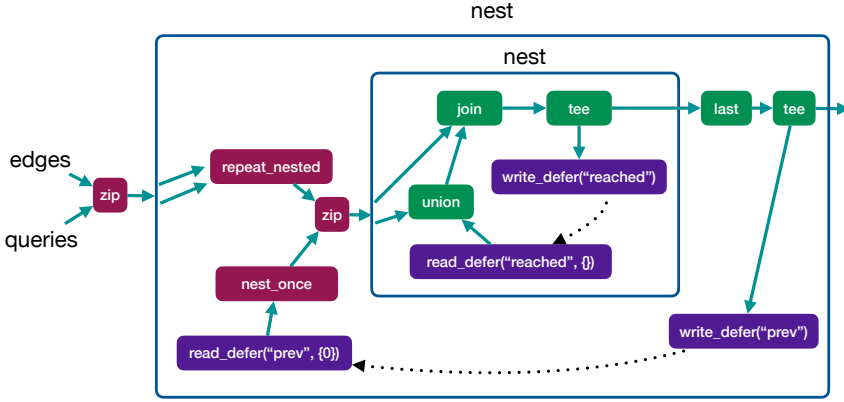 nest
nest
join
tee
last
tee
edges
repeat_nested
write_defer(“reached”)
zip
zip
union
queries
read_defer(“reached”, {})
nest_once
write_defer(“prev”)
read_defer(“prev”, {0})